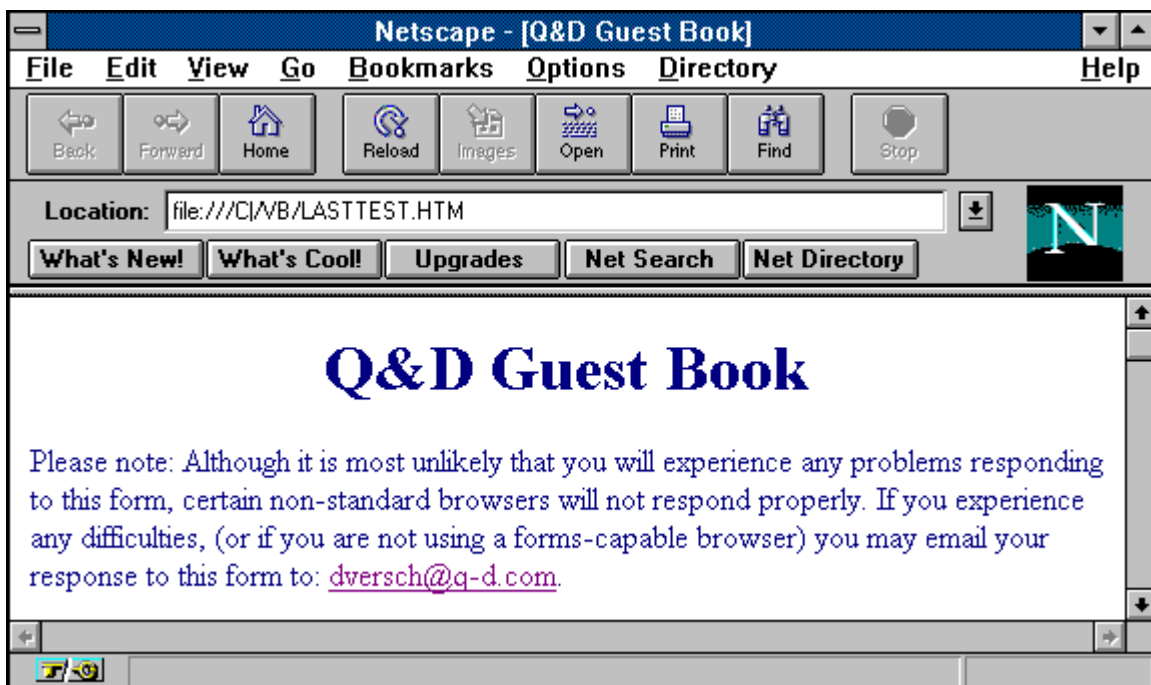 Netscape - [Q&D Guest Book]
File Edit View Go Bookmarks Options Directory Help
Back Forward Home Reload Images Open Print Find Stop
Location: file:///C|/VB/LASTTEST.HTM
N
What's New! What's Cool! Upgrades Net Search Net Directory
Q&D Guest Book
Please note: Although it is most unlikely that you will experience any problems responding
to this form, certain non-standard browsers will not respond properly. If you experience
any difficulties, (or if you are not using a forms-capable browser) you may email your
response to this form to: dversch@q-d.com.